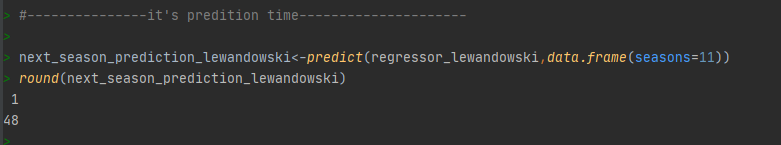 > #---------------it's predition time---------------------
>
> next_season_prediction_lewandowski<-predict(regressor_lewandowski,data.frame(seasons=11))
> round(next_season_prediction_lewandowski)
1
48
>